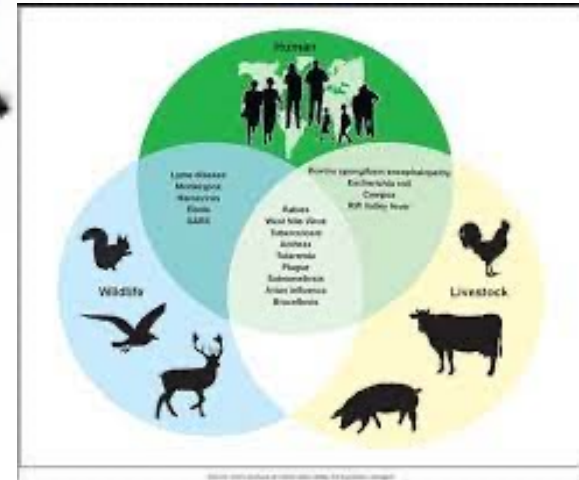 Human
Lyme disease
Monkeypox
Hantavirus
Ebola
SARS
Bovine spongiform encephalopathy
Escherichia coli
Cowpox
Rift Valley fever
Rabies
West Nile Virus
Tuberculosis
Anthrax
Tularemia
Plague
Salmonellosis
Avian influenza
Brucellosis
Wildlife
Livestock